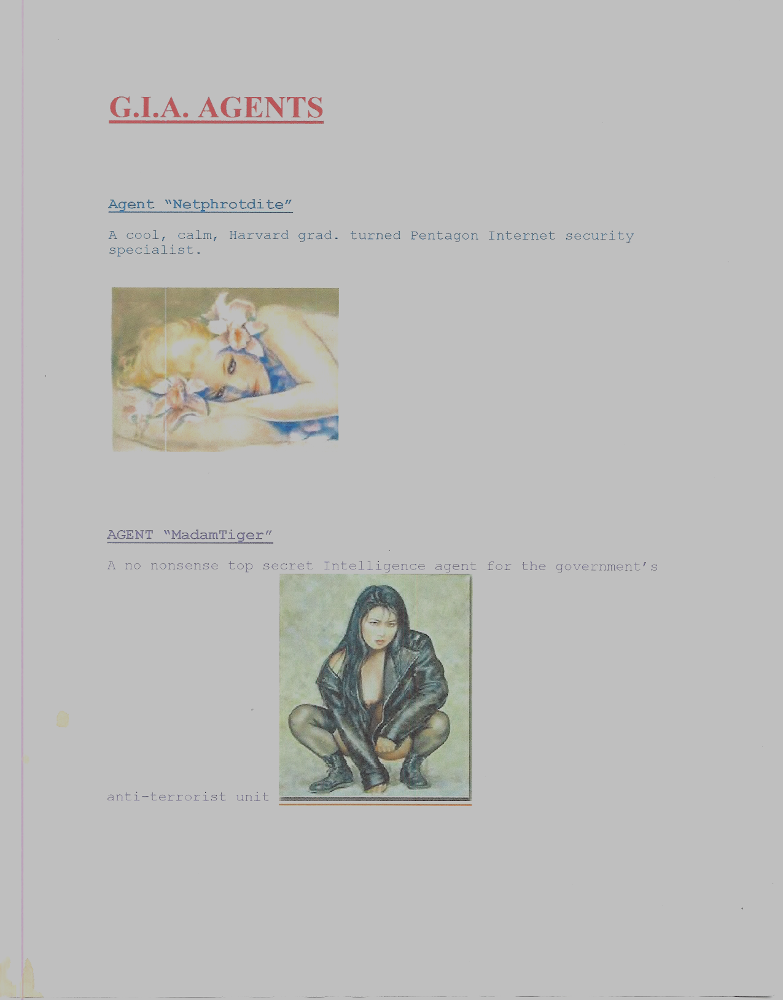 G.I.A. AGENTS
Agent “Netphrotdite”
A cool, calm, Harvard grad. turned Pentagon Internet security
specialist.
AGENT “MadamTiger”
A no nonsense top secret Intelligence agent for the government’s
anti-terrorist unit